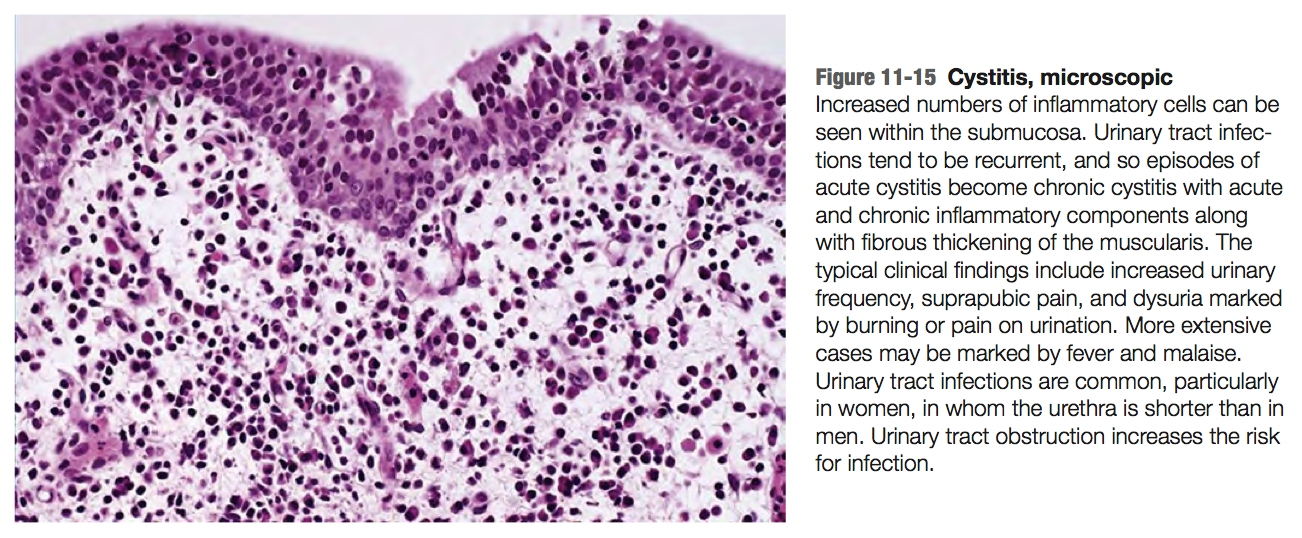 Figure 11-15 Cystitis, microscopic
Increased numbers of inflammatory cells can be
seen within the submucosa. Urinary tract infec-
tions tend to be recurrent, and so episodes of
acute cystitis become chronic cystitis with acute
and chronic inflammatory components along
with fibrous thickening of the muscularis. The
typical clinical findings include increased urinary
frequency, suprapubic pain, and dysuria marked
by burning or pain on urination. More extensive
cases may be marked by fever and malaise.
Urinary tract infections are common, particularly
in women, in whom the urethra is shorter than in
men. Urinary tract obstruction increases the risk
for infection.